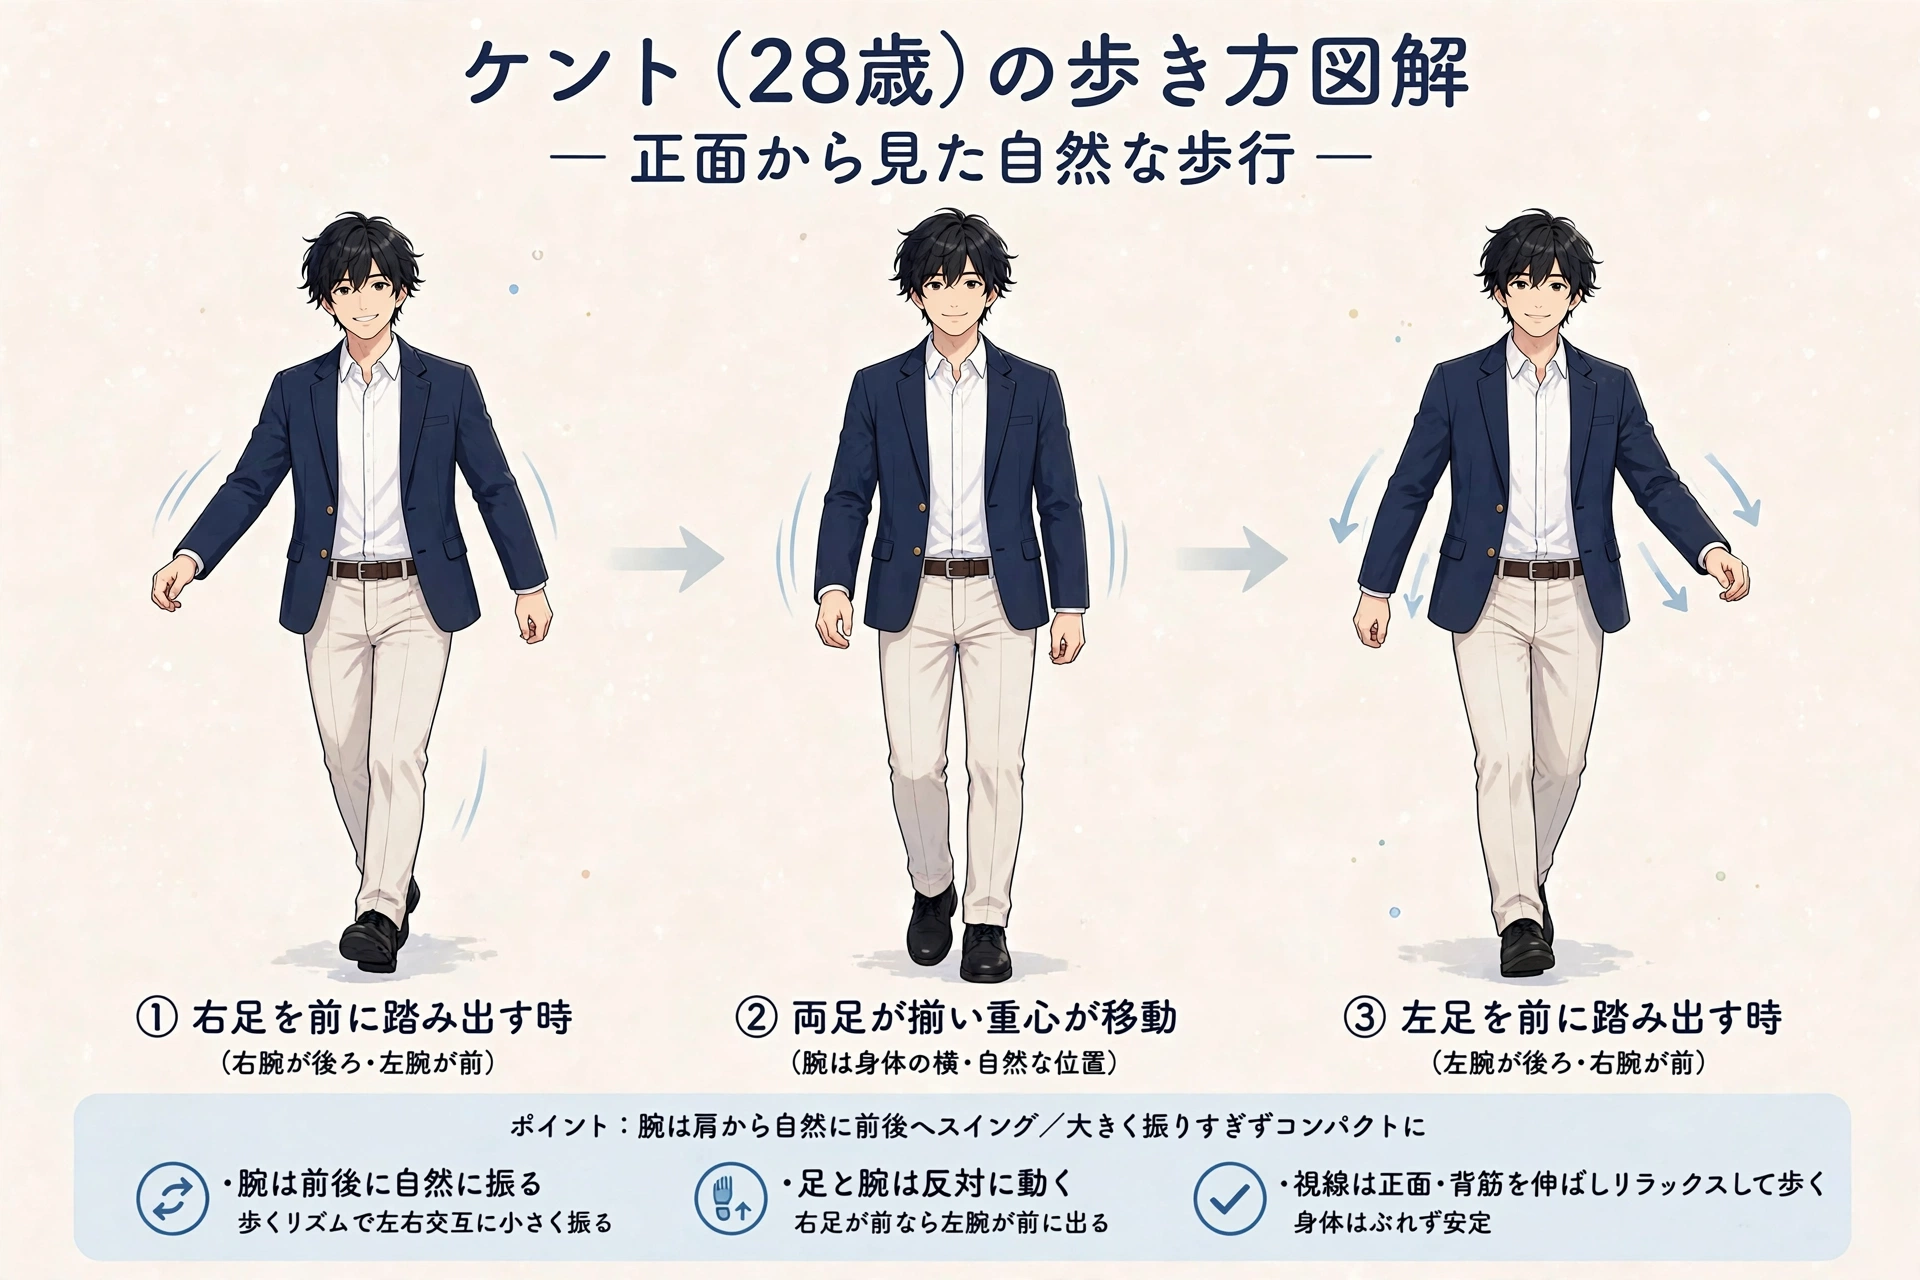 ケント（28歳）の歩き方図解
― 正面から見た自然な歩行 ―
① 右足を前に踏み出す時
（右腕が後ろ・左腕が前）
② 両足が揃い重心が移動
（腕は身体の横・自然な位置）
③ 左足を前に踏み出す時
（左腕が後ろ・右腕が前）
ポイント：腕は肩から自然に前後へスイング／大きく振りすぎずコンパクトに
・腕は前後に自然に振る
歩くリズムで左右交互に小さく振る
・足と腕は反対に動く
右足が前なら左腕が前に出る
・視線は正面・背筋を伸ばしリラックスして歩く
身体はぶれず安定